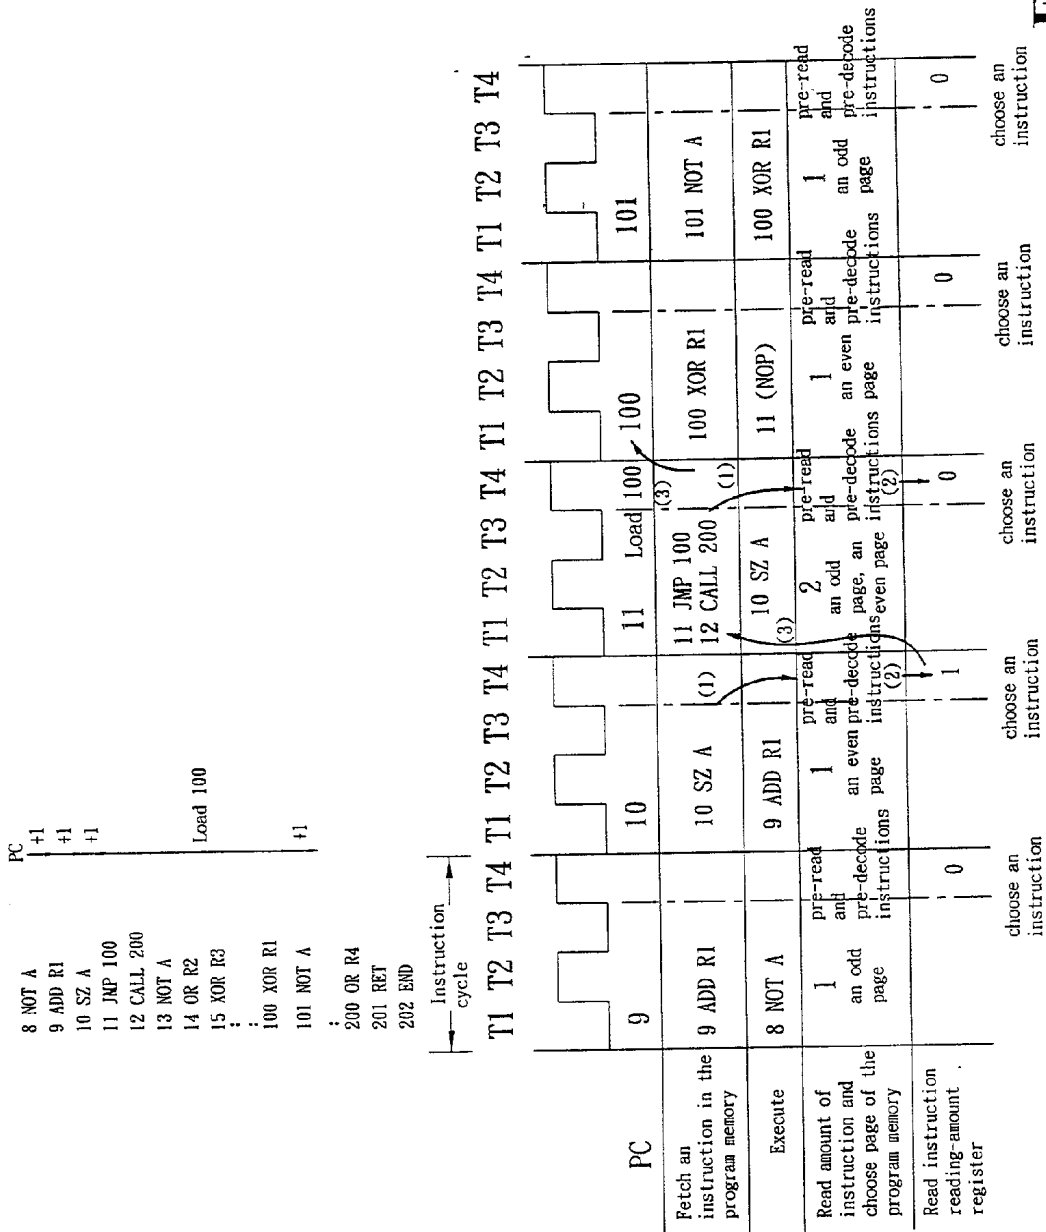 PC
8 NOT A
+1
9 ADD R1
+1
10 SZ A
+1
11 JMP 100
12 CALL 200
13 NOT A
14 OR R2
15 XOR R3
Load 100
:
:
100 XOR R1
101 NOT A
+1
:
200 OR R4
201 RET
202 END
Instruction
cycle
T1 T2 T3 T4 T1 T2 T3 T4 T1 T2 T3 T4 T1 T2 T3 T4 T1 T2 T3 T4
PC
9
10
11
Load 100
100
101
Fetch an
instruction in the
program memory
9 ADD R1
10 SZ A
(1)
11 JMP 100
12 CALL 200
(3)
(1)
100 XOR R1
101 NOT A
Execute
8 NOT A
9 ADD R1
(3)
10 SZ A
11 (NOP)
100 XOR R1
Read amount of
instruction and
choose page of the
program memory
1
an odd
page
pre-read
and
pre-decode
instructions
1
an even
page
pre-read
and
pre-decode
instructions
(2)
2
an odd
page, an
even page
pre-read
and
pre-decode
instructions
(2)
1
an even
page
pre-read
and
pre-decode
instructions
1
an odd
page
pre-read
and
pre-decode
instructions
Read instruction
reading-amount
register
0
1
0
0
0
choose an
instruction
choose an
instruction
choose an
instruction
choose an
instruction
choose an
instruction